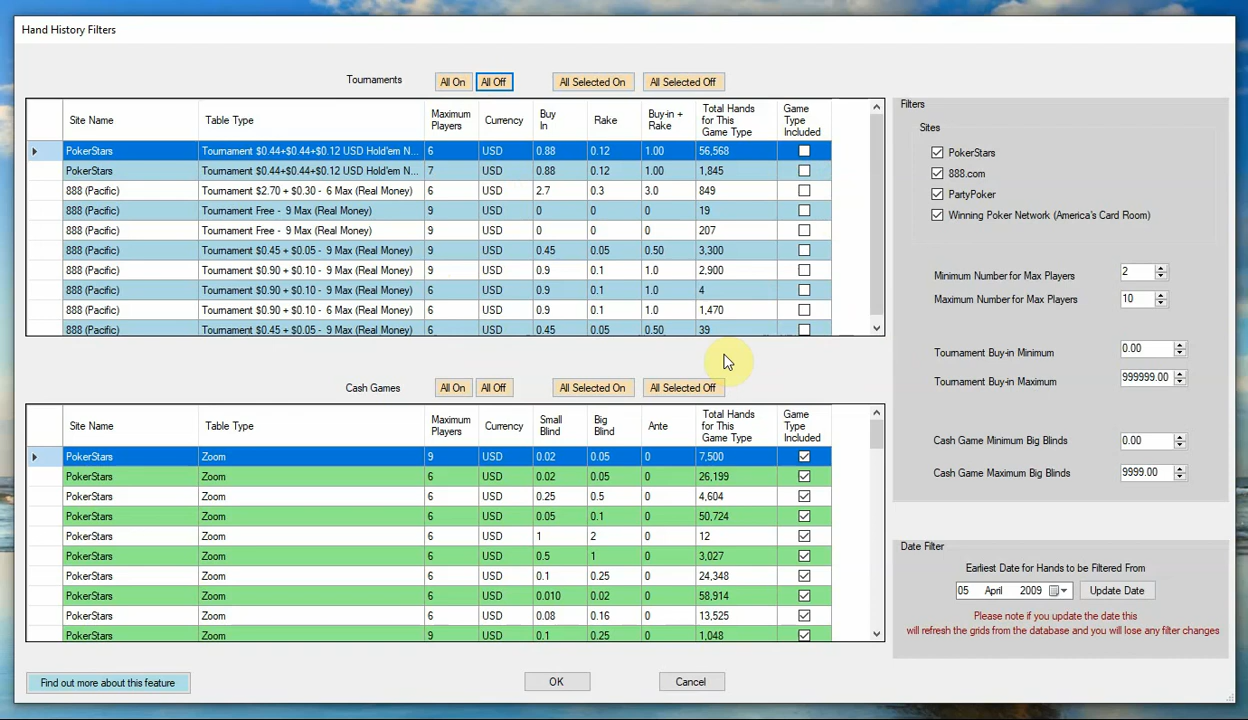 Hand History Filters
Tournaments All On All Off All Selected On All Selected Off
Site Name Table Type Maximum Players Currency Buy In Rake Buy-in + Rake Total Hands for This Game Type Game Type Included
PokerStars Tournament $0.44+$0.44+$0.12 USD Hold'em N... 6 USD 0.88 0.12 1.00 56,568
PokerStars Tournament $0.44+$0.44+$0.12 USD Hold'em N... 7 USD 0.88 0.12 1.00 1,845
888 (Pacific) Tournament $2.70 + $0.30 - 6 Max (Real Money) 6 USD 2.7 0.3 3.0 849
888 (Pacific) Tournament Free - 9 Max (Real Money) 9 USD 0 0 0 19
888 (Pacific) Tournament Free - 9 Max (Real Money) 9 USD 0 0 0 207
888 (Pacific) Tournament $0.45 + $0.05 - 9 Max (Real Money) 9 USD 0.45 0.05 0.50 3,300
888 (Pacific) Tournament $0.90 + $0.10 - 9 Max (Real Money) 9 USD 0.9 0.1 1.0 2,900
888 (Pacific) Tournament $0.90 + $0.10 - 9 Max (Real Money) 6 USD 0.9 0.1 1.0 4
888 (Pacific) Tournament $0.90 + $0.10 - 6 Max (Real Money) 6 USD 0.9 0.1 1.0 1,470
888 (Pacific) Tournament $0.45 + $0.05 - 9 Max (Real Money) 6 USD 0.45 0.05 0.50 39
Cash Games All On All Off All Selected On All Selected Off
Site Name Table Type Maximum Players Currency Small Blind Big Blind Ante Total Hands for This Game Type Game Type Included
PokerStars Zoom 9 USD 0.02 0.05 0 7,500
PokerStars Zoom 6 USD 0.02 0.05 0 26,199
PokerStars Zoom 6 USD 0.25 0.5 0 4,604
PokerStars Zoom 6 USD 0.05 0.1 0 50,724
PokerStars Zoom 6 USD 1 2 0 12
PokerStars Zoom 6 USD 0.5 1 0 3,027
PokerStars Zoom 6 USD 0.1 0.25 0 24,348
PokerStars Zoom 6 USD 0.010 0.02 0 58,914
PokerStars Zoom 6 USD 0.08 0.16 0 13,525
PokerStars Zoom 9 USD 0.1 0.25 0 1,048
Filters
Sites
PokerStars
888.com
PartyPoker
Winning Poker Network (America's Card Room)
Minimum Number for Max Players 2
Maximum Number for Max Players 10
Tournament Buy-in Minimum 0.00
Tournament Buy-in Maximum 999999.00
Cash Game Minimum Big Blinds 0.00
Cash Game Maximum Big Blinds 9999.00
Date Filter
Earliest Date for Hands to be Filtered From
05 April 2009 Update Date
Please note if you update the date this
will refresh the grids from the database and you will lose any filter changes
Find out more about this feature OK Cancel